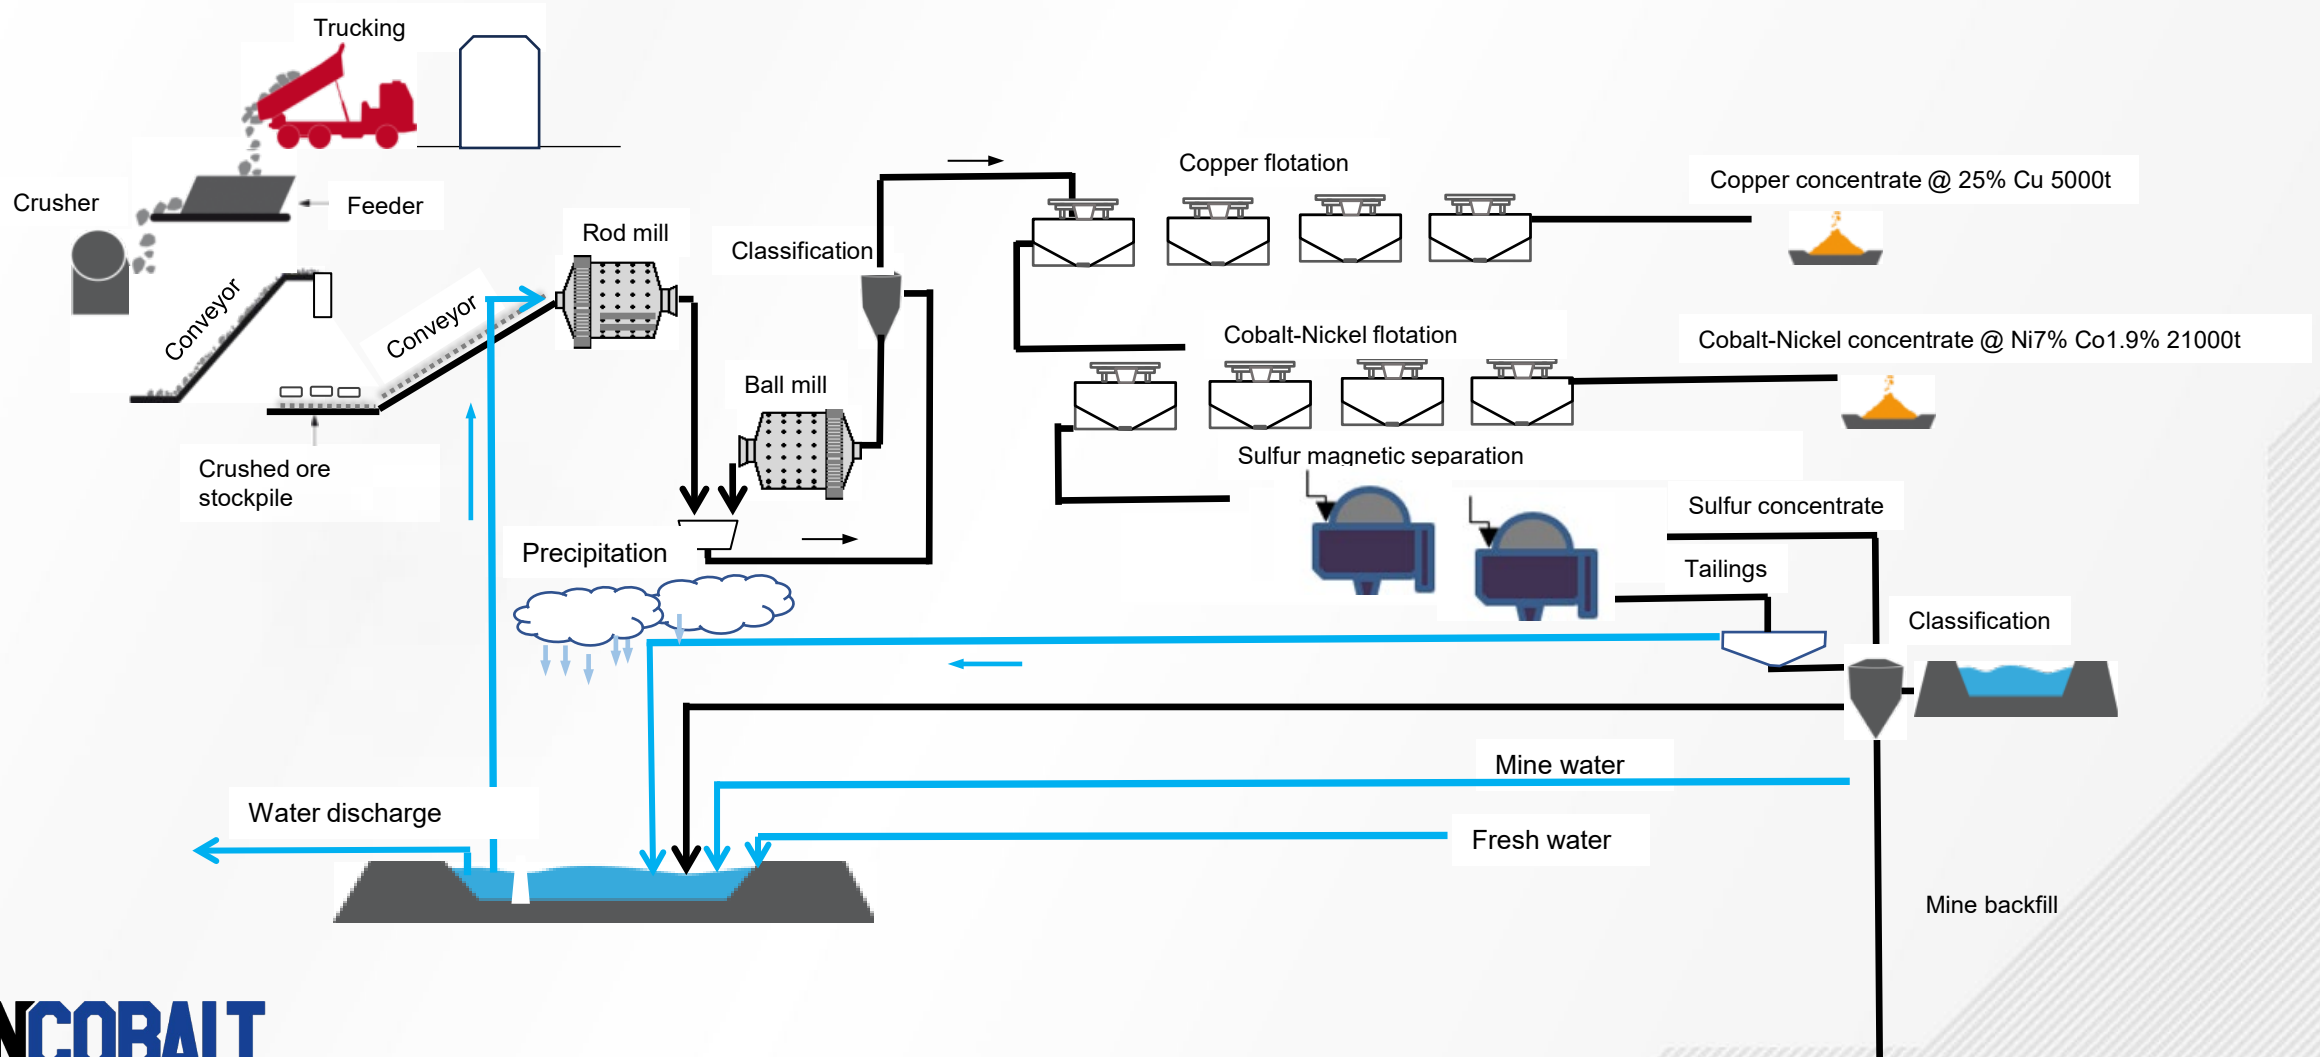 Trucking
Copper flotation
Copper concentrate @ 25% Cu 5000t
Crusher
Feeder
Rod mill
Classification
Conveyor
Conveyor
Cobalt-Nickel flotation
Cobalt-Nickel concentrate @ Ni7% Co1.9% 21000t
Ball mill
Crushed ore
stockpile
Sulfur magnetic separation
Sulfur concentrate
Precipitation
Tailings
Classification
Mine water
Water discharge
Fresh water
Mine backfill
NCOBALT